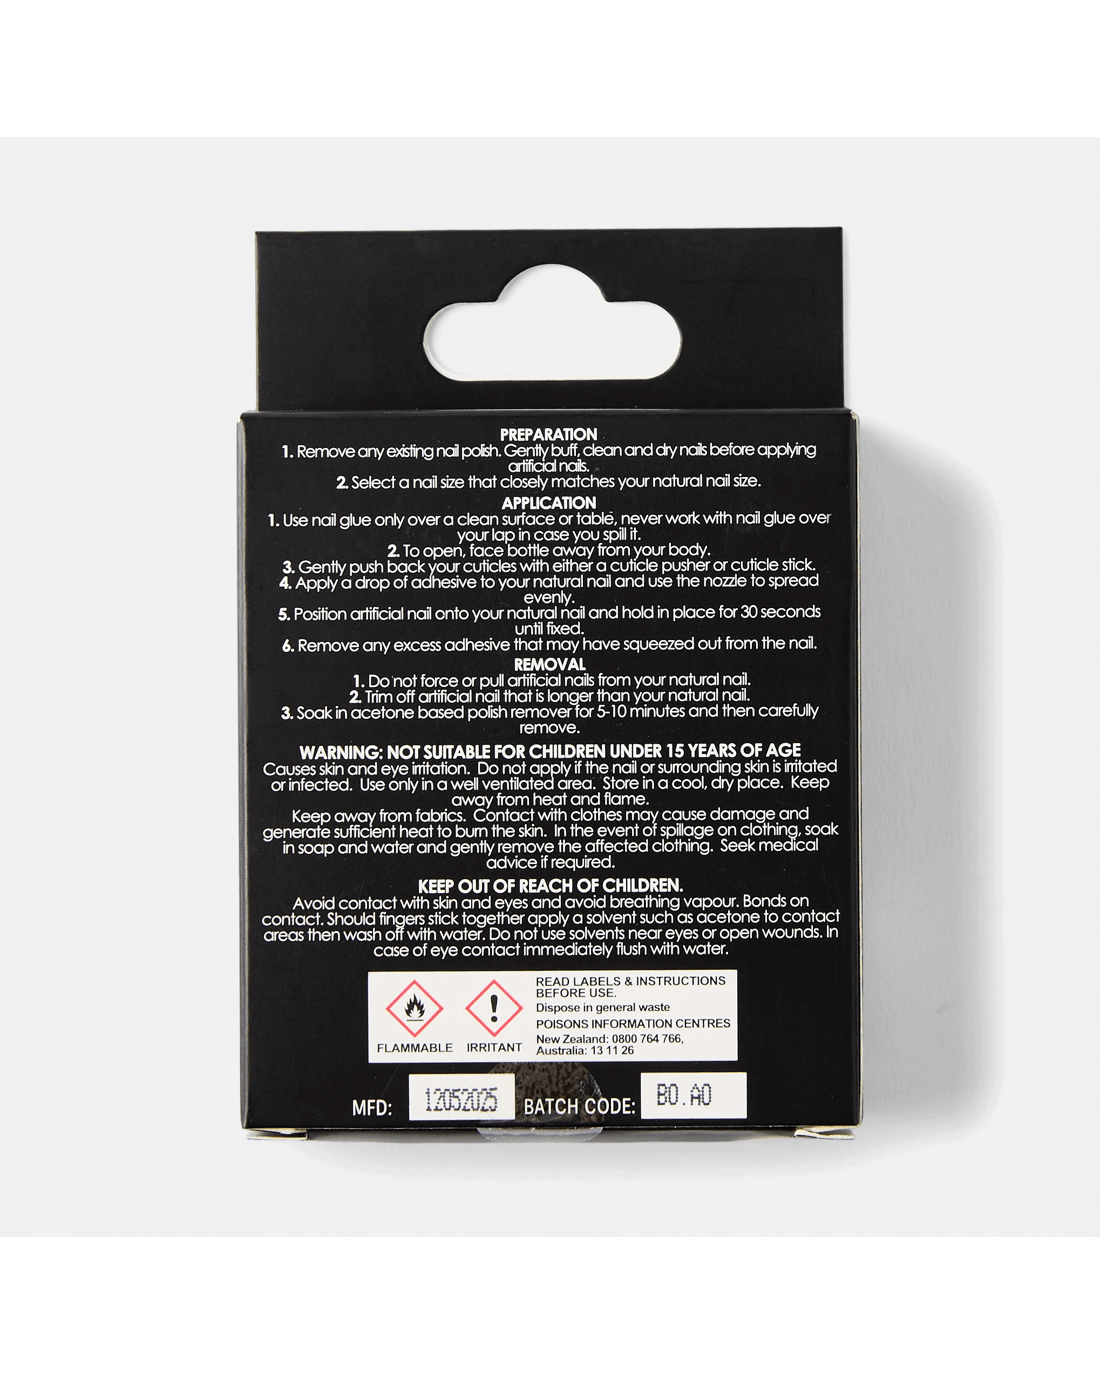 PREPARATION
1. Remove any existing nail polish. Gently buff, clean and dry nails before applying
artificial nails.
2. Select a nail size that closely matches your natural nail size.
APPLICATION
1. Use nail glue only over a clean surface or table, never work with nail glue over
your lap in case you spill it.
2. To open, face bottle away from your body.
3. Gently push back your cuticles with either a cuticle pusher or cuticle stick.
4. Apply a drop of adhesive to your natural nail and use the nozzle to spread
evenly.
5. Position artificial nail onto your natural nail and hold in place for 30 seconds
until fixed.
6. Remove any excess adhesive that may have squeezed out from the nail.
REMOVAL
1. Do not force or pull artificial nails from your natural nail.
2. Trim off artificial nail that is longer than your natural nail.
3. Soak in acetone based polish remover for 5-10 minutes and then carefully
remove.
WARNING: NOT SUITABLE FOR CHILDREN UNDER 15 YEARS OF AGE
Causes skin and eye irritation. Do not apply if the nail or surrounding skin is irritated
or infected. Use only in a well ventilated area. Store in a cool, dry place. Keep
away from heat and flame.
Keep away from fabrics. Contact with clothes may cause damage and
generate sufficient heat to burn the skin. In the event of spillage on clothing, soak
in soap and water and gently remove the affected clothing. Seek medical
advice if required.
KEEP OUT OF REACH OF CHILDREN.
Avoid contact with skin and eyes and avoid breathing vapour. Bonds on
contact. Should fingers stick together apply a solvent such as acetone to contact
areas then wash off with water. Do not use solvents near eyes or open wounds. In
case of eye contact immediately flush with water.
FLAMMABLE IRRITANT
READ LABELS & INSTRUCTIONS
BEFORE USE.
Dispose in general waste
POISONS INFORMATION CENTRES
New Zealand: 0800 764 766,
Australia: 13 11 26
MFD: 12052025 BATCH CODE: BO.AO